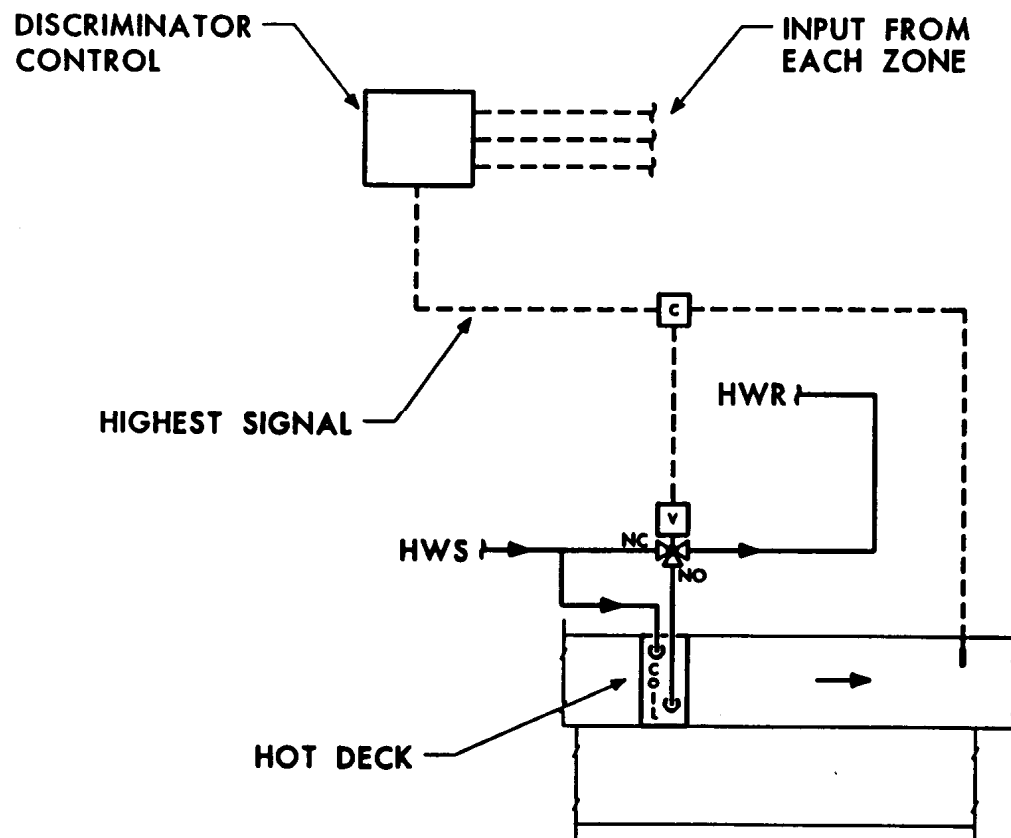 DISCRIMINATOR
CONTROL
INPUT FROM
EACH ZONE
C
HIGHEST SIGNAL
HWR
V
HWS
NC
NO
COIL
HOT DECK